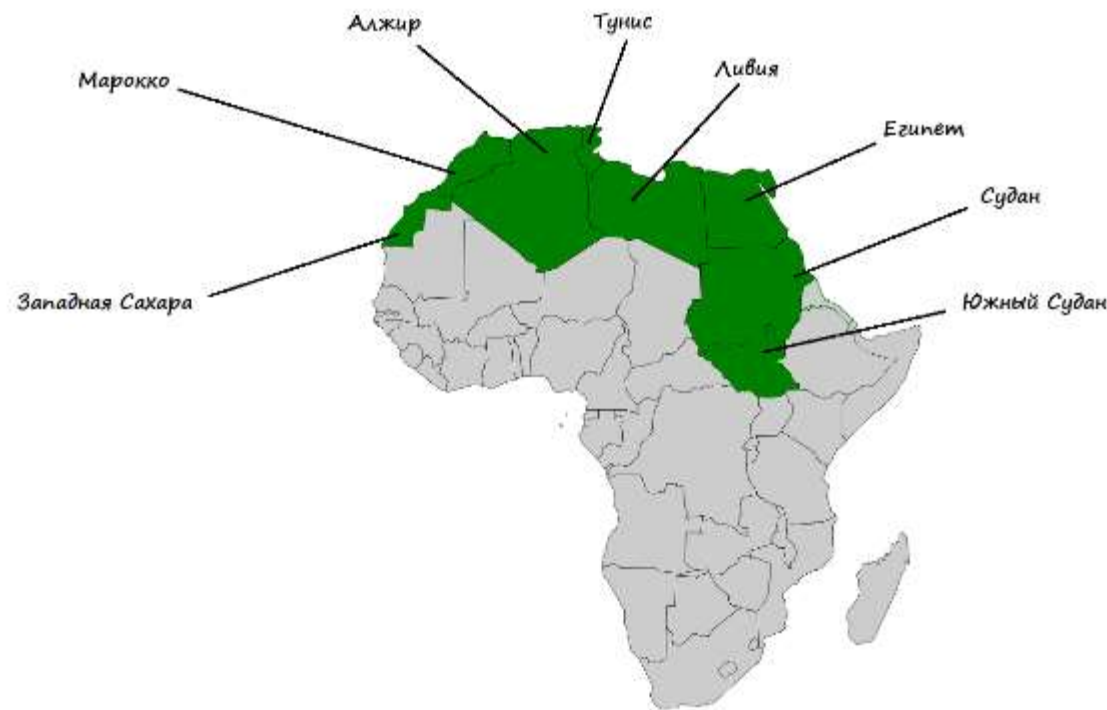 Алжир
Тунис
Марокко
Ливия
Египет
Судан
Западная Сахара
Южный Судан